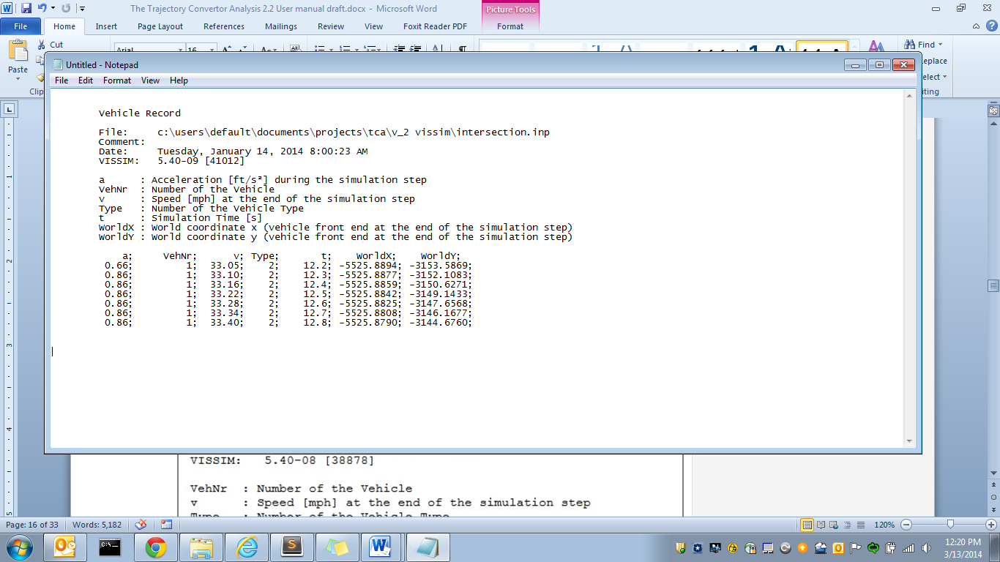 The Trajectory Convertor Analysis 2.2 User manual draft.docx - Microsoft Word
Picture Tools
File Home Insert Page Layout References Mailings Review View Foxit Reader PDF Format
Cut
Paste
Arial 16
Find
Untitled - Notepad
File Edit Format View Help
Vehicle Record
File: c:\users\default\documents\projects\tca\v_2 vissim\intersection.inp
Comment:
Date: Tuesday, January 14, 2014 8:00:23 AM
VISSIM: 5.40-09 [41012]
a : Acceleration [ft/s²] during the simulation step
VehNr : Number of the Vehicle
v : Speed [mph] at the end of the simulation step
Type : Number of the Vehicle Type
t : Simulation Time [s]
WorldX : World coordinate x (vehicle front end at the end of the simulation step)
WorldY : World coordinate y (vehicle front end at the end of the simulation step)
a; VehNr; v; Type; t; WorldX; WorldY;
0.66; 1; 33.05; 2; 12.2; -5525.8894; -3153.5869;
0.86; 1; 33.10; 2; 12.3; -5525.8877; -3152.1083;
0.86; 1; 33.16; 2; 12.4; -5525.8859; -3150.6271;
0.86; 1; 33.22; 2; 12.5; -5525.8842; -3149.1433;
0.86; 1; 33.28; 2; 12.6; -5525.8825; -3147.6568;
0.86; 1; 33.34; 2; 12.7; -5525.8808; -3146.1677;
0.86; 1; 33.40; 2; 12.8; -5525.8790; -3144.6760;
VISSIM: 5.40-08 [38878]
VehNr : Number of the Vehicle
v : Speed [mph] at the end of the simulation step
Type : Number of the Vehicle Type
Page: 16 of 33 Words: 5,182 120%
12:20 PM
3/13/2014